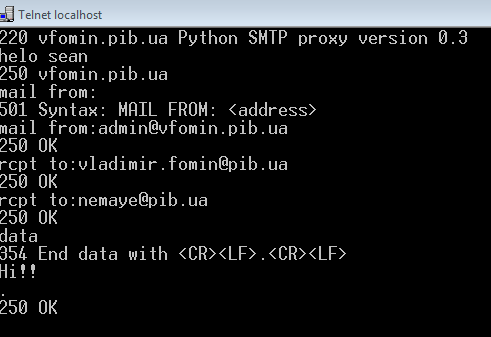 Telnet localhost
220 vfomin.pib.ua Python SMTP proxy version 0.3
helo sean
250 vfomin.pib.ua
mail from:
501 Syntax: MAIL FROM: <address>
mail from:admin@vfomin.pib.ua
250 OK
rcpt to:vladimir.fomin@pib.ua
250 OK
rcpt to:nemaye@pib.ua
250 OK
data
354 End data with <CR><LF>.<CR><LF>
Hi!!
.
250 OK